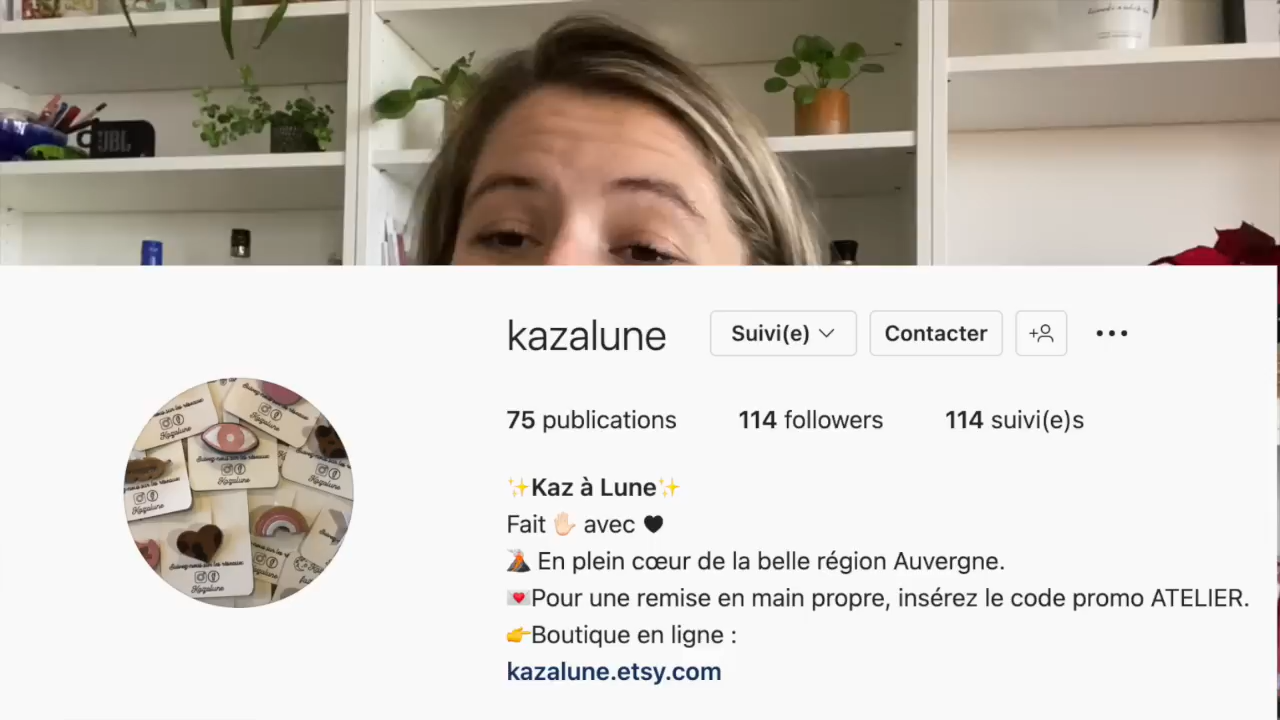 JBL
kazalune
Suivi(e)
Contacter
75 publications
114 followers
114 suivi(e)s
✨Kaz à Lune✨
Fait ✋🏻 avec 🖤
🌋 En plein cœur de la belle région Auvergne.
💌Pour une remise en main propre, insérez le code promo ATELIER.
👉Boutique en ligne :
kazalune.etsy.com